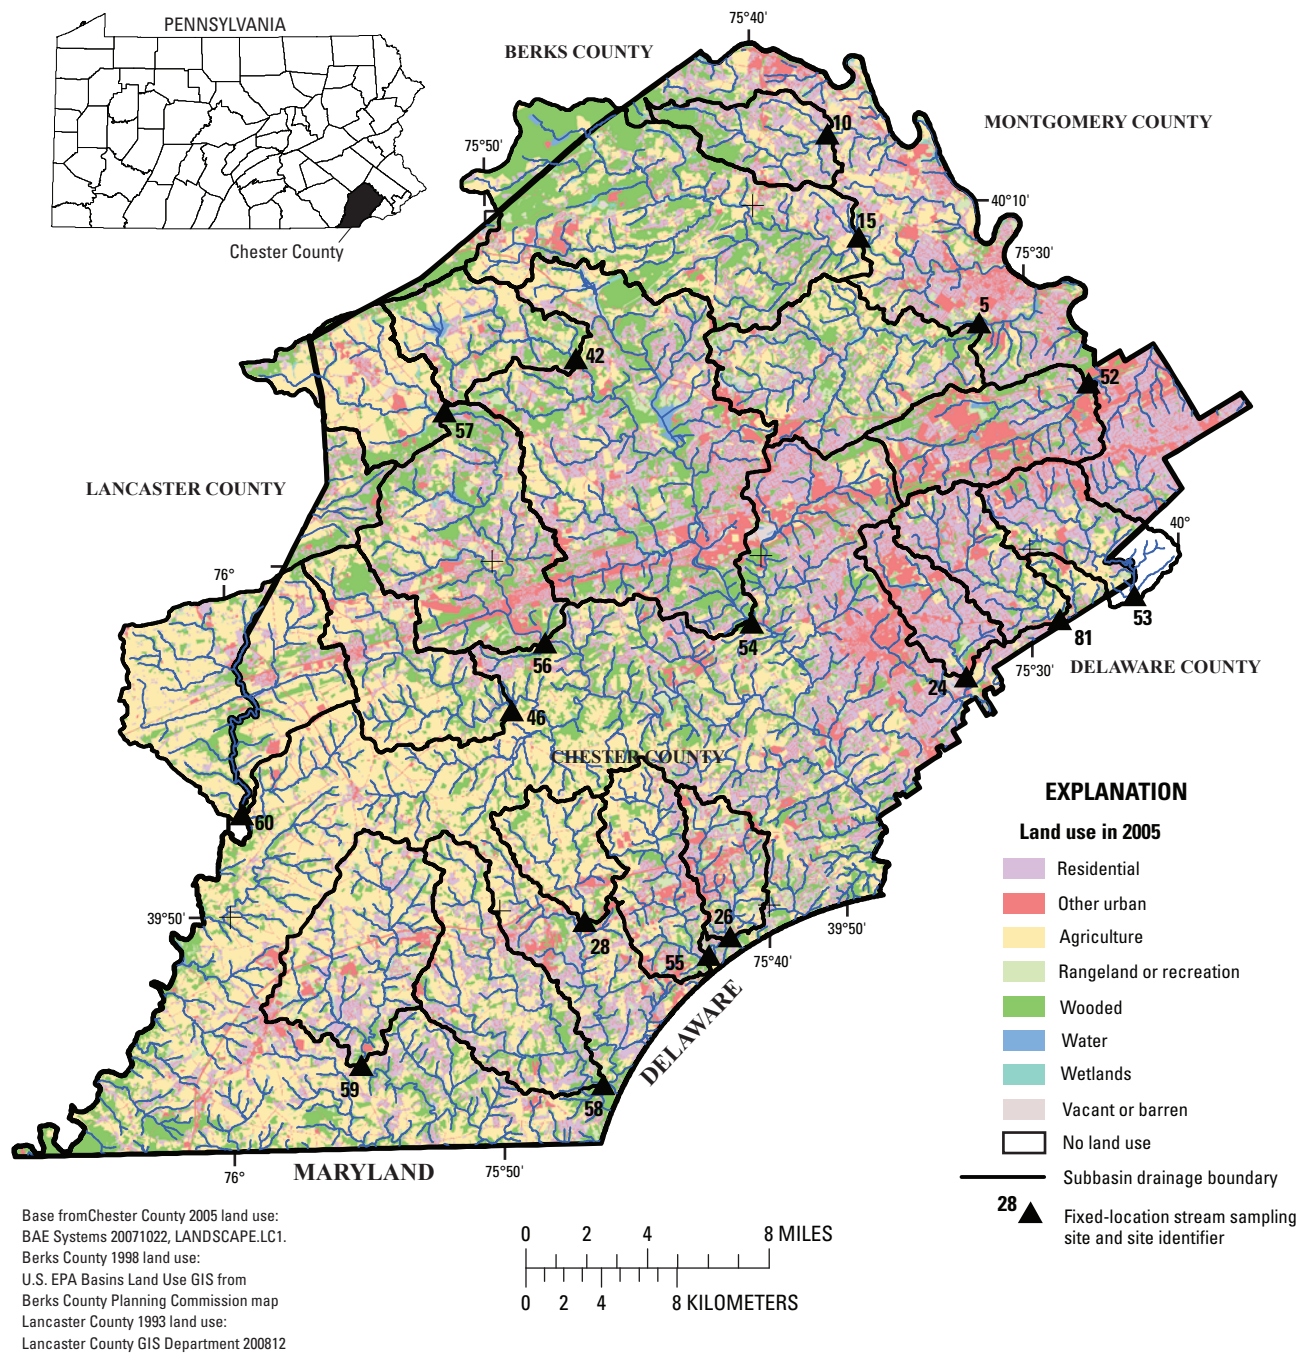 PENNSYLVANIA
Chester County
75°40'
BERKS COUNTY
MONTGOMERY COUNTY
75°50'
10
40°10'
15
75°30'
5
42
52
57
LANCASTER COUNTY
40°
76°
53
81
54
56
75°30'
DELAWARE COUNTY
24
46
CHESTER COUNTY
60
39°50'
26
39°50'
28
55
75°40'
DELAWARE
59
58
MARYLAND
76°
75°50'
EXPLANATION
Land use in 2005
Residential
Other urban
Agriculture
Rangeland or recreation
Wooded
Water
Wetlands
Vacant or barren
No land use
Subbasin drainage boundary
28 Fixed-location stream sampling
site and site identifier
Base fromChester County 2005 land use:
BAE Systems 20071022, LANDSCAPE.LC1.
Berks County 1998 land use:
U.S. EPA Basins Land Use GIS from
Berks County Planning Commission map
Lancaster County 1993 land use:
Lancaster County GIS Department 200812
0 2 4 8 MILES
0 2 4 8 KILOMETERS